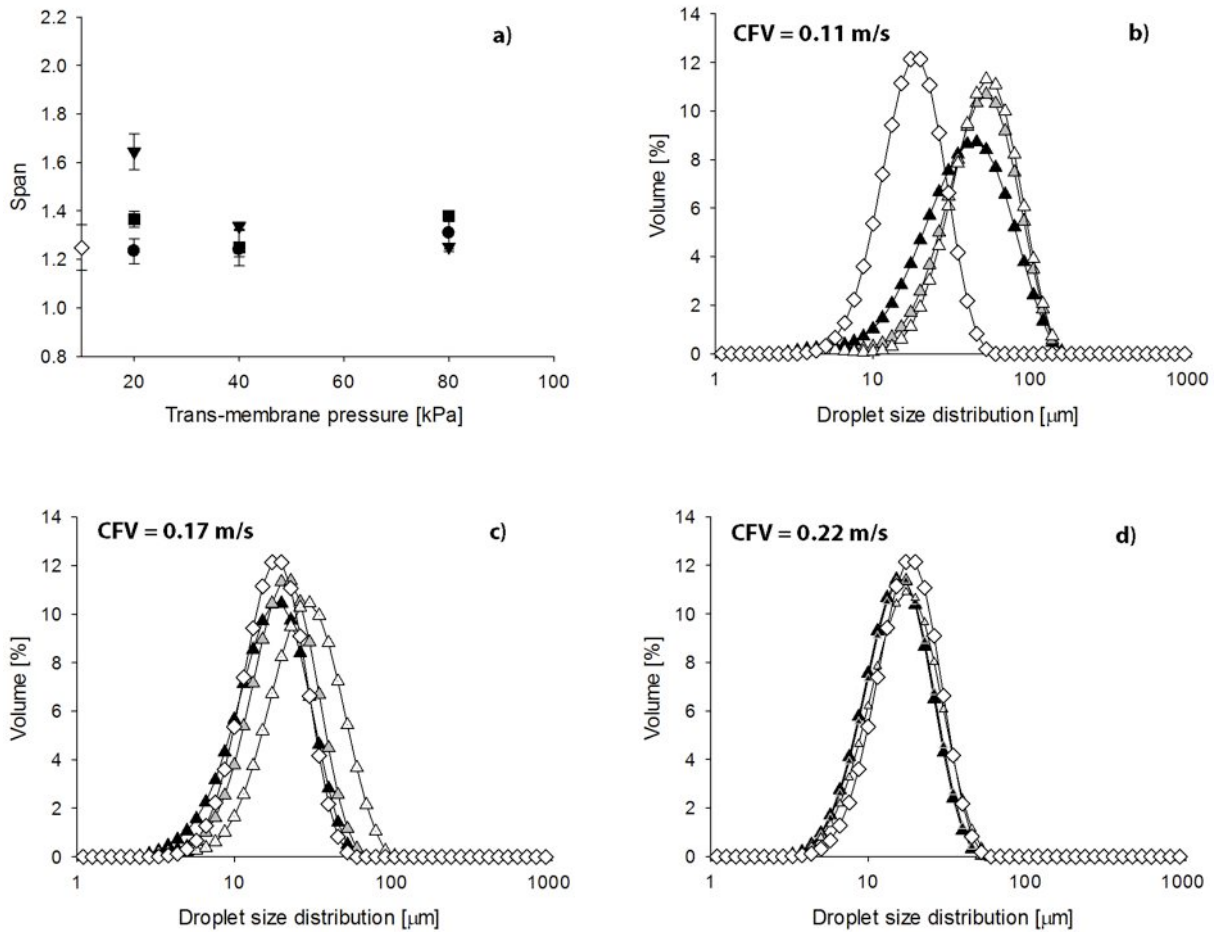 a)
2.2
2.0
1.8
1.6
1.4
1.2
1.0
0.8
Span
20 40 60 80 100
Trans-membrane pressure [kPa]
CFV = 0.11 m/s b)
14
12
10
8
6
4
2
0
Volume [%]
1 10 100 1000
Droplet size distribution [μm]
CFV = 0.17 m/s c)
14
12
10
8
6
4
2
0
Volume [%]
1 10 100 1000
Droplet size distribution [μm]
CFV = 0.22 m/s d)
14
12
10
8
6
4
2
0
Volume [%]
1 10 100 1000
Droplet size distribution [μm]